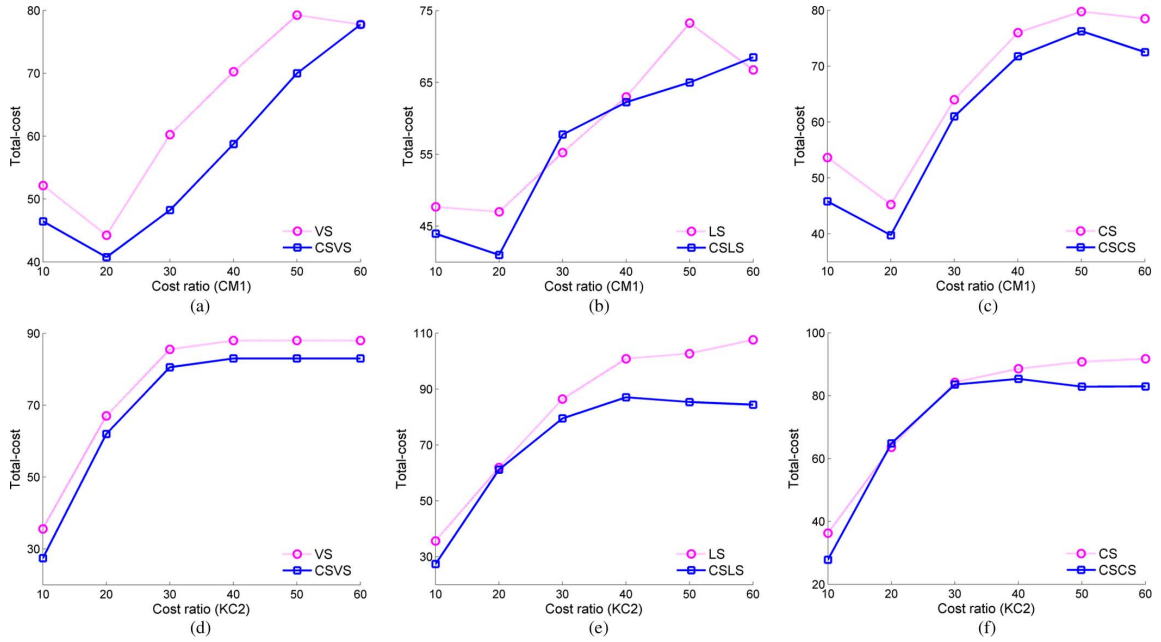 80
70
60
50
40
Total-cost
VS
CSVS
10 20 30 40 50 60
Cost ratio (CM1)
(a)
75
65
55
45
Total-cost
LS
CSLS
10 20 30 40 50 60
Cost ratio (CM1)
(b)
80
70
60
50
40
Total-cost
CS
CSCS
10 20 30 40 50 60
Cost ratio (CM1)
(c)
90
70
50
30
Total-cost
VS
CSVS
10 20 30 40 50 60
Cost ratio (KC2)
(d)
110
90
70
50
30
Total-cost
LS
CSLS
10 20 30 40 50 60
Cost ratio (KC2)
(e)
100
80
60
40
20
Total-cost
CS
CSCS
10 20 30 40 50 60
Cost ratio (KC2)
(f)